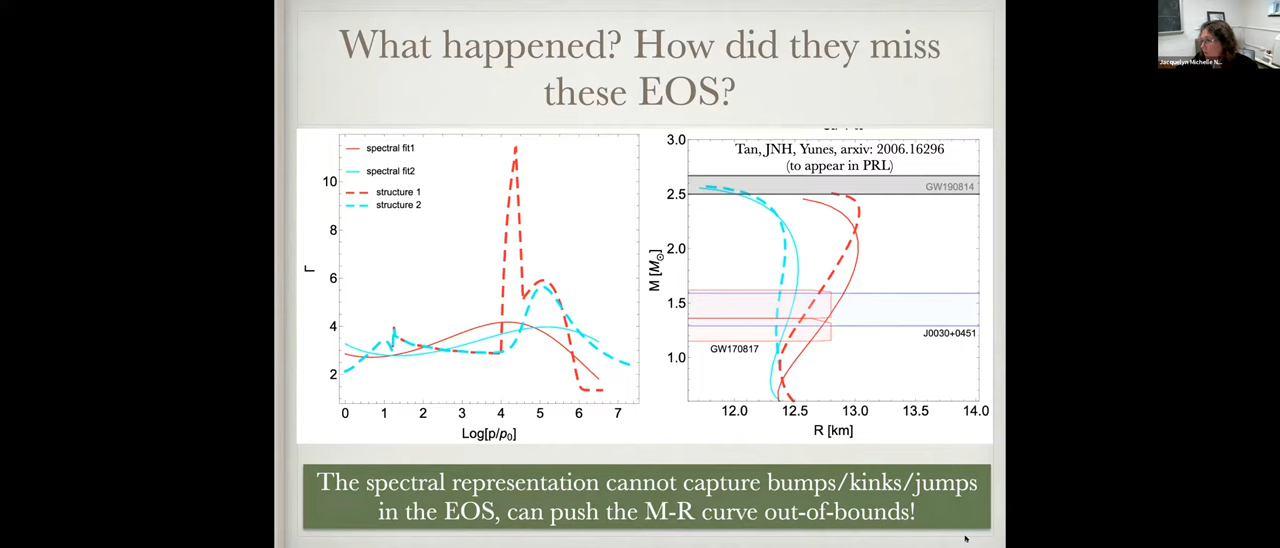 What happened? How did they miss
these EOS?
Jacquelyn Michelle N...
spectral fit1
spectral fit2
structure 1
structure 2
10
8
6
4
2
Γ
0 1 2 3 4 5 6 7
Log[p/p₀]
Tan, JNH, Yunes, arxiv: 2006.16296
(to appear in PRL)
GW190814
3.0
2.5
2.0
1.5
1.0
M [M⊙]
J0030+0451
GW170817
12.0 12.5 13.0 13.5 14.0
R [km]
The spectral representation cannot capture bumps/kinks/jumps
in the EOS, can push the M-R curve out-of-bounds!